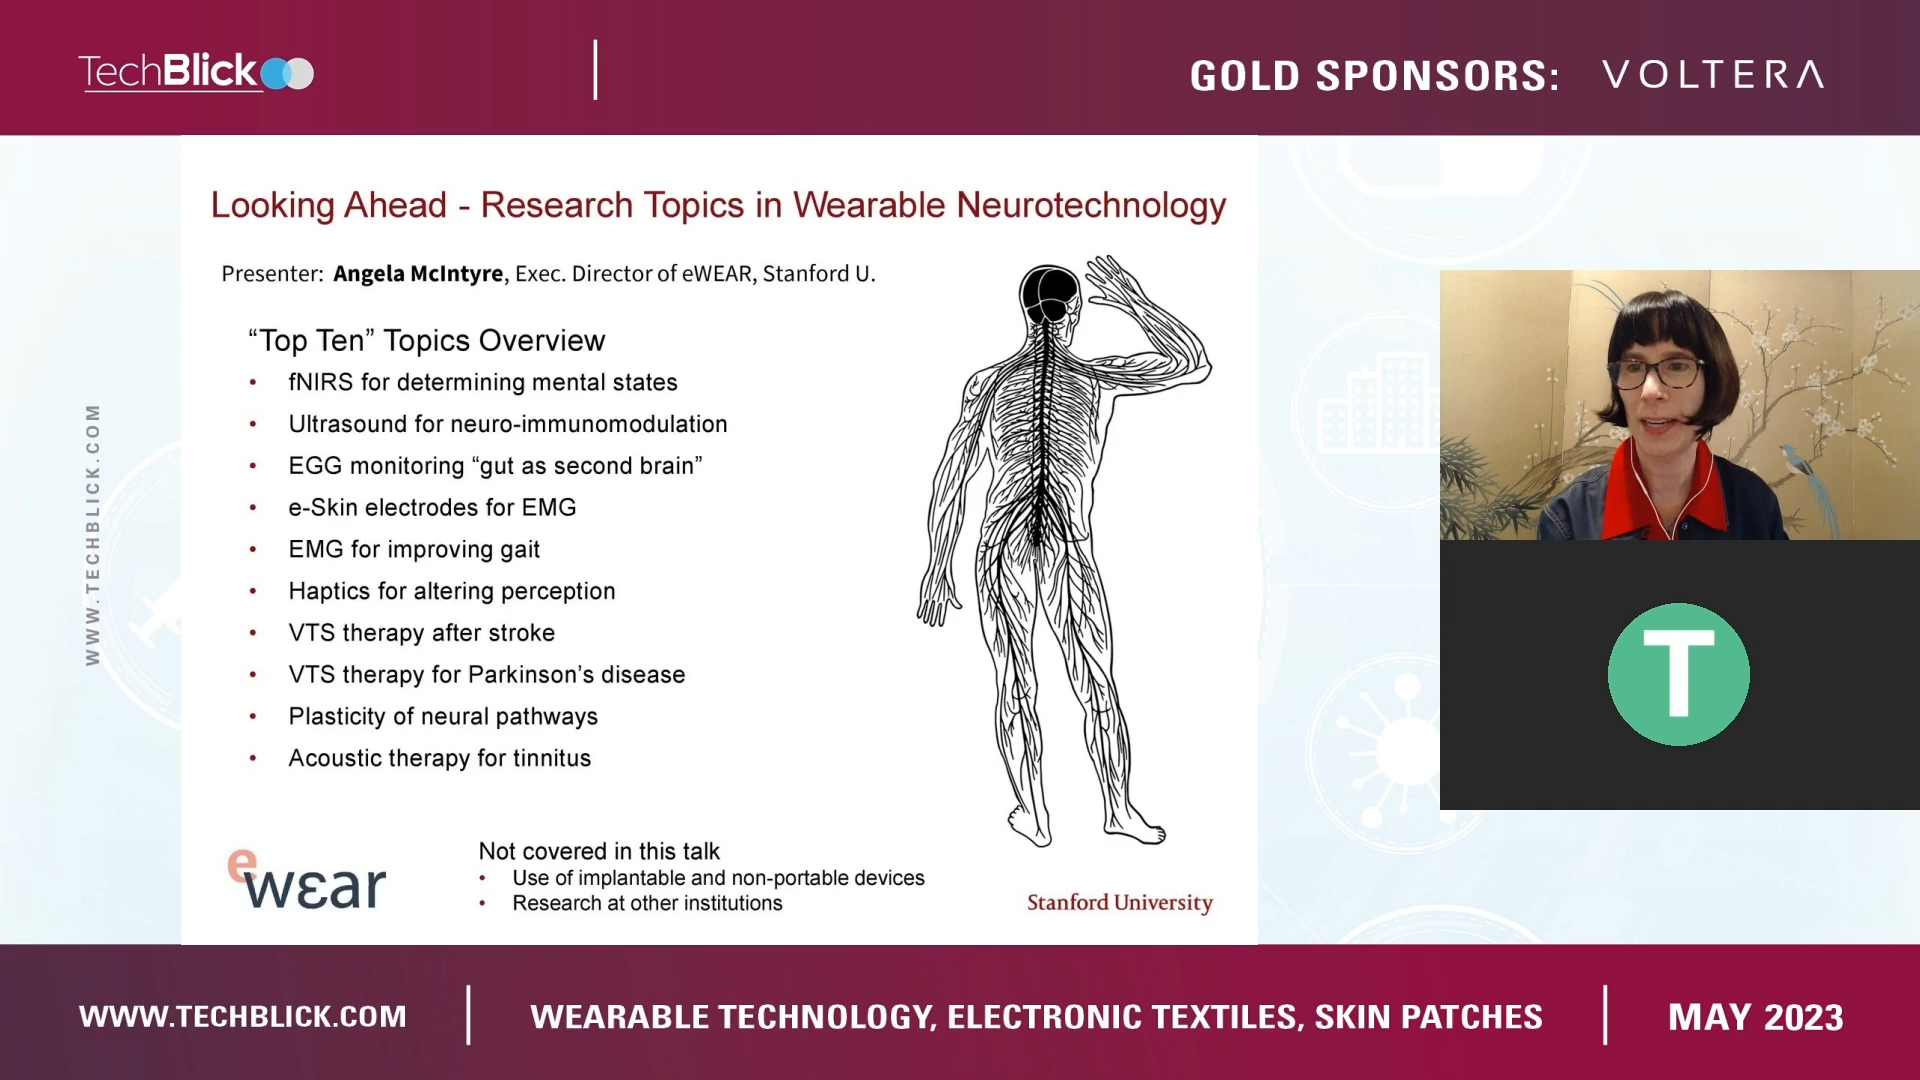 TechBlick
GOLD SPONSORS: VOLTERA
WWW.TECHBLICK.COM
Looking Ahead - Research Topics in Wearable Neurotechnology
Presenter: Angela McIntyre, Exec. Director of eWEAR, Stanford U.
“Top Ten” Topics Overview
• fNIRS for determining mental states
• Ultrasound for neuro-immunomodulation
• EGG monitoring “gut as second brain”
• e-Skin electrodes for EMG
• EMG for improving gait
• Haptics for altering perception
• VTS therapy after stroke
• VTS therapy for Parkinson’s disease
• Plasticity of neural pathways
• Acoustic therapy for tinnitus
ewɛar
Not covered in this talk
• Use of implantable and non-portable devices
• Research at other institutions
Stanford University
T
WWW.TECHBLICK.COM
WEARABLE TECHNOLOGY, ELECTRONIC TEXTILES, SKIN PATCHES
MAY 2023